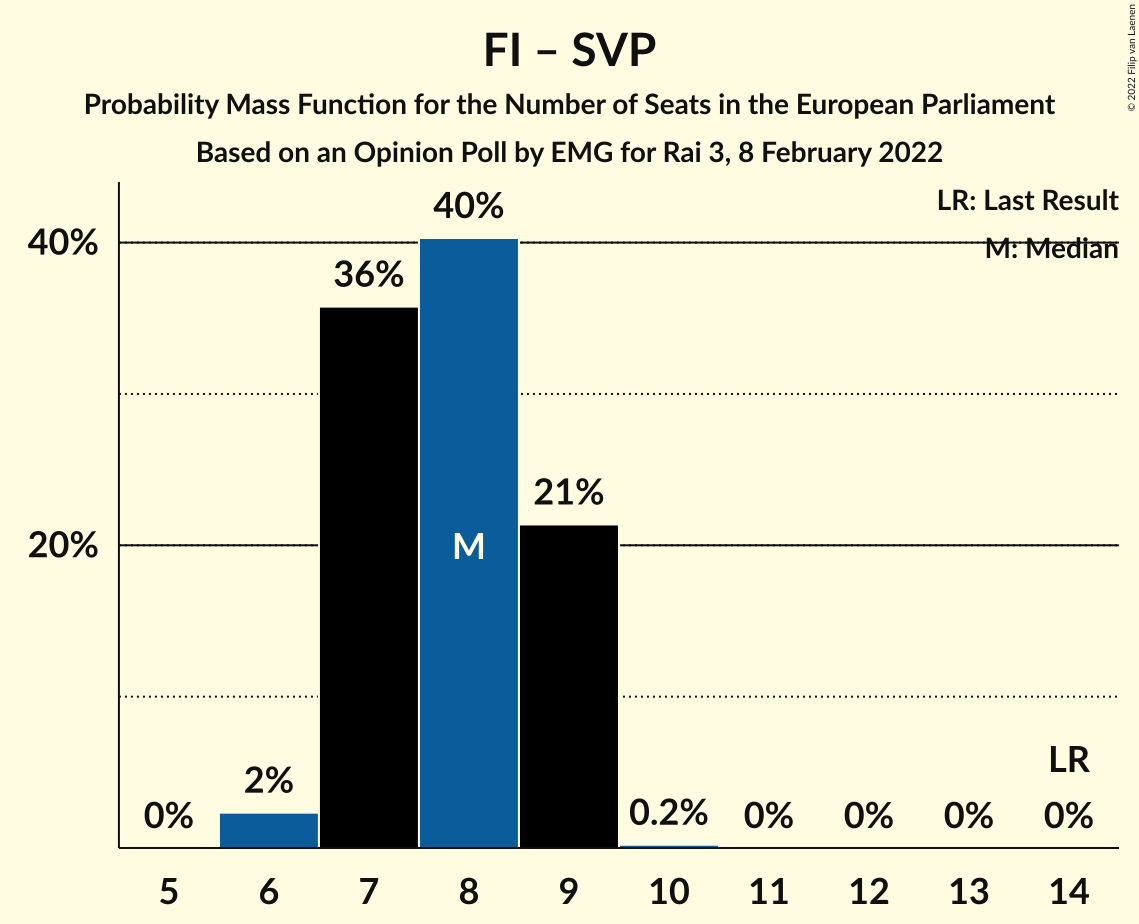 FI – SVP
Probability Mass Function for the Number of Seats in the European Parliament
Based on an Opinion Poll by EMG for Rai 3, 8 February 2022
© 2022 Filip van Laenen
LR: Last Result
M: Median
40%
20%
0%
2%
36%
40%
M
21%
0.2%
0%
0%
0%
LR
0%
5 6 7 8 9 10 11 12 13 14